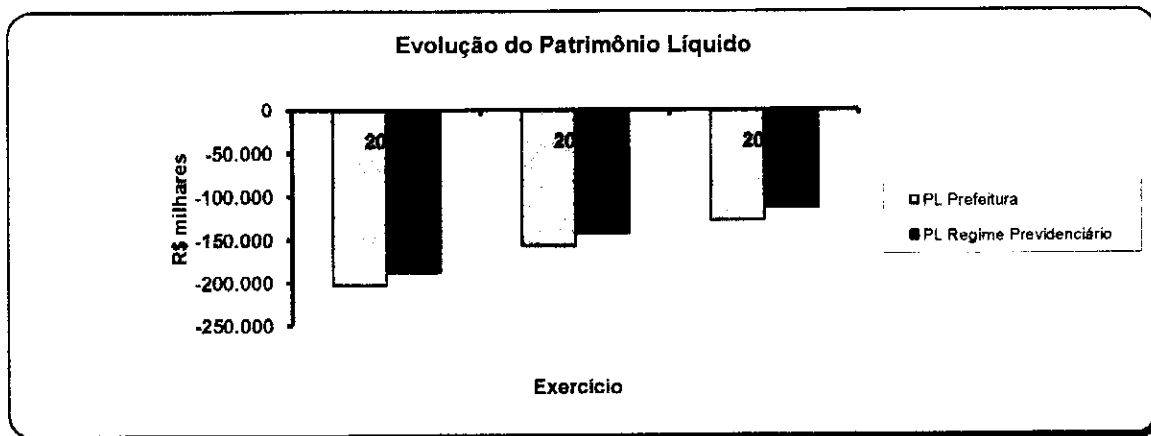 Evolução do Patrimônio Líquido
R$ milhares
0
-50.000
-100.000
-150.000
-200.000
-250.000
20
20
20
PL Prefeitura
PL Regime Previdenciário
Exercício